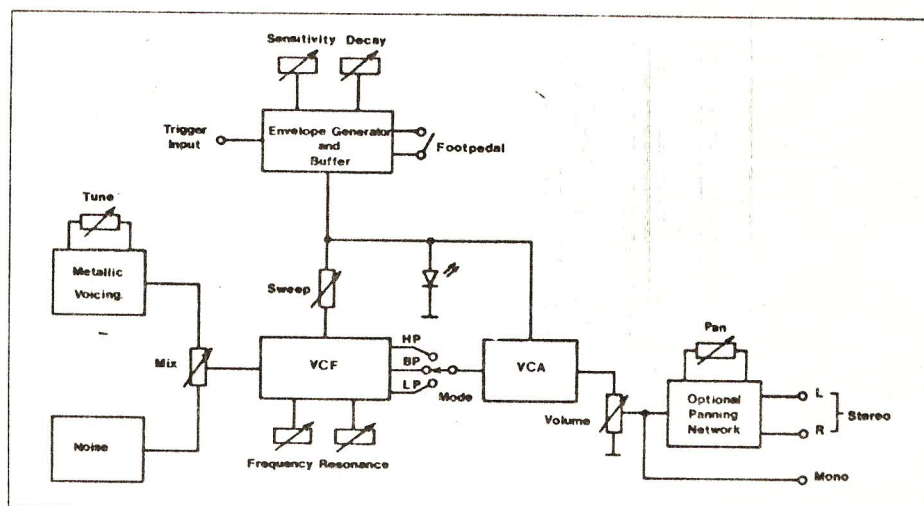 Sensitivity Decay
Trigger
Input
Envelope Generator
and
Buffer
Footpedal
Tune
Metallic
Voicing.
Sweep
Mix
VCF
HP
BP
LP
Mode
VCA
Pan
Volume
Optional
Panning
Network
L
R
Stereo
Noise
Frequency Resonance
Mono